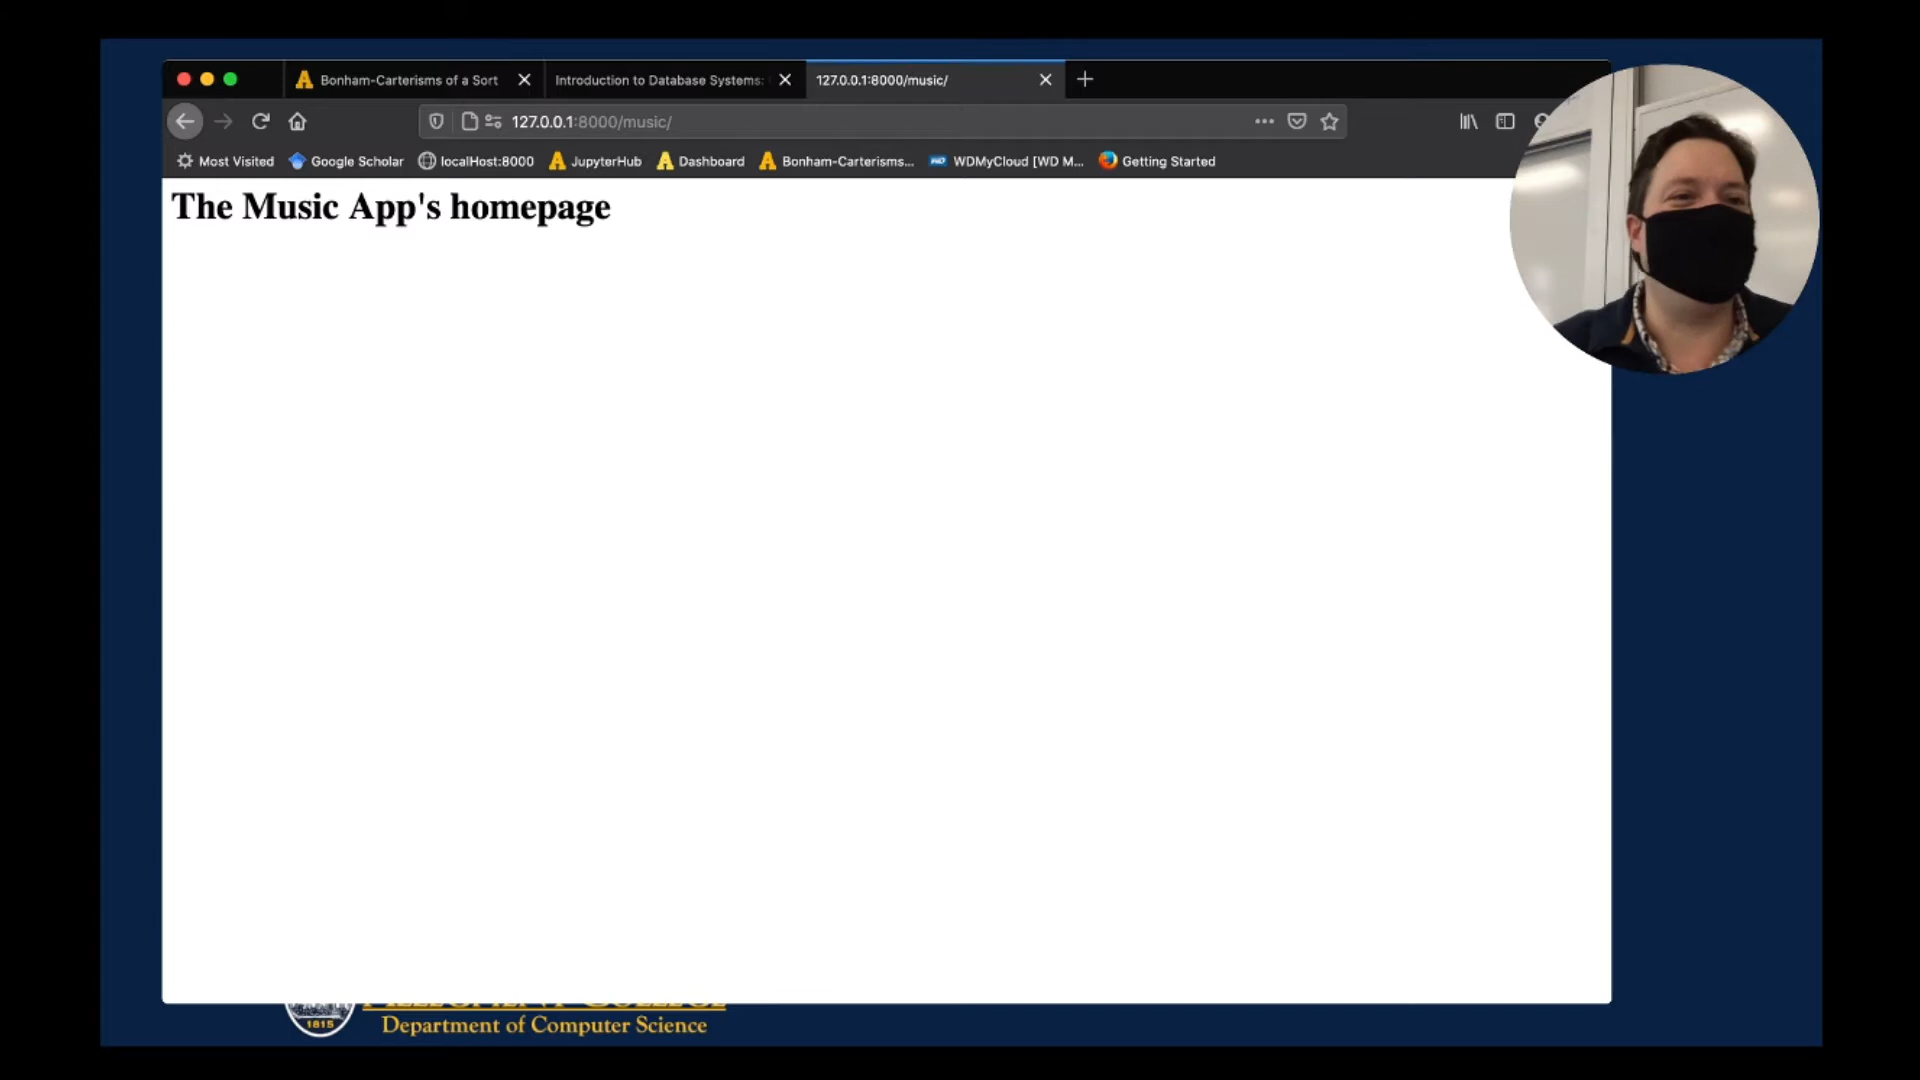 Bonham-Carterisms of a Sort
Introduction to Database Systems:
127.0.0.1:8000/music/
127.0.0.1:8000/music/
Most Visited
Google Scholar
localHost:8000
JupyterHub
Dashboard
Bonham-Carterisms...
WD
WDMyCloud [WD M...
Getting Started
The Music App's homepage
1815
Department of Computer Science